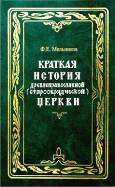 Ф.Е. Мельников
КРАТКАЯ
ИСТОРИЯ
ДРЕВЛЕПРАВОСЛАВНОЙ
(СТАРООБРЯДЧЕСКОЙ)
ЦЕРКВИ